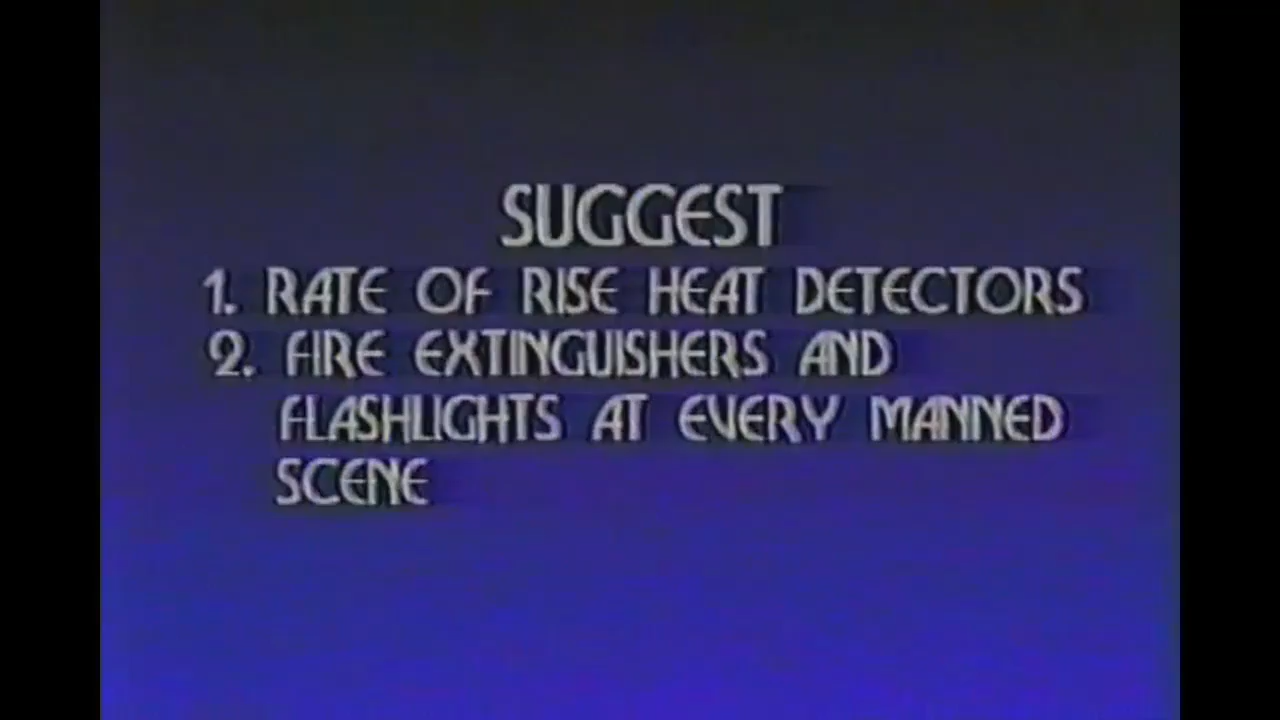 SUGGEST
1. RATE OF RISE HEAT DETECTORS
2. FIRE EXTINGUISHERS AND
FLASHLIGHTS AT EVERY MANNED
SCENE